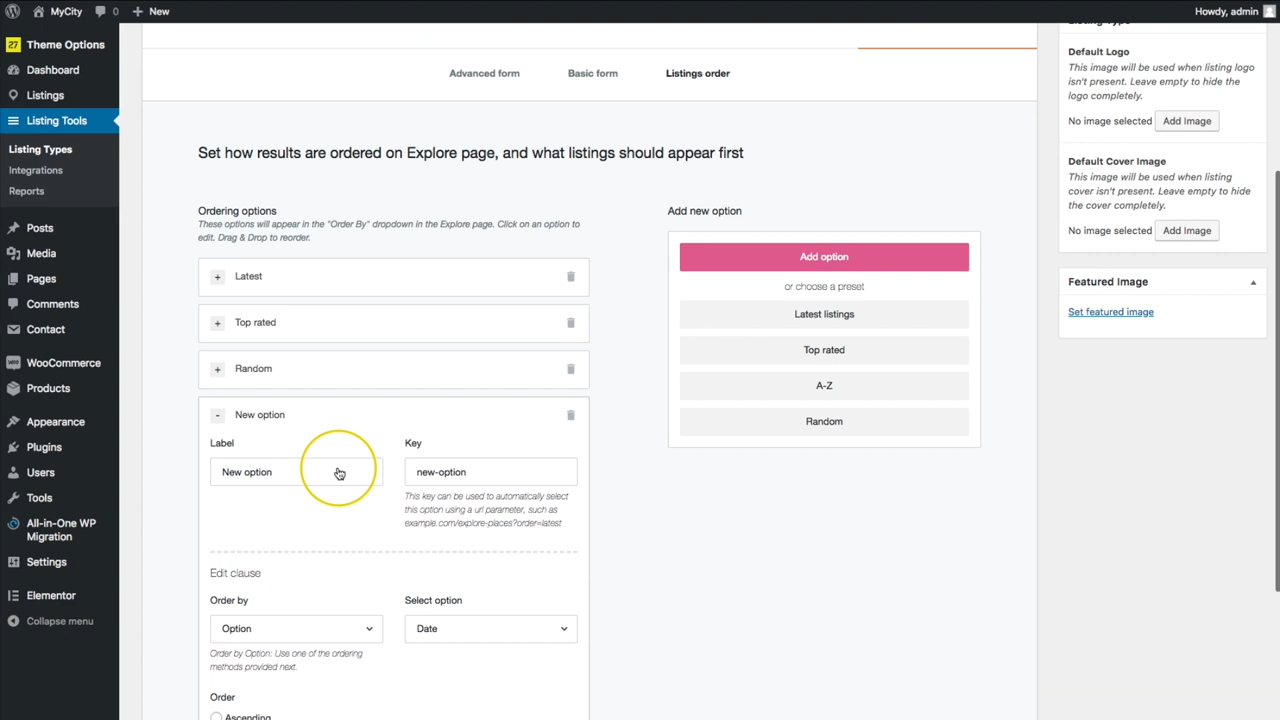 MyCity
0
New
Howdy, admin
27
Theme Options
Dashboard
Listings
Listing Tools
Listing Types
Integrations
Reports
Posts
Media
Pages
Comments
Contact
WooCommerce
Products
Appearance
Plugins
Users
Tools
All-in-One WP
Migration
Settings
Elementor
Collapse menu
Advanced form
Basic form
Listings order
Set how results are ordered on Explore page, and what listings should appear first
Ordering options
These options will appear in the "Order By" dropdown in the Explore page. Click on an option to
edit. Drag & Drop to reorder.
+ Latest
+ Top rated
+ Random
- New option
Label
New option
Key
new-option
This key can be used to automatically select
this option using a url parameter, such as
example.com/explore-places?order=latest
Edit clause
Order by
Option
Order by Option: Use one of the ordering
methods provided next.
Select option
Date
Order
Ascending
Add new option
Add option
or choose a preset
Latest listings
Top rated
A-Z
Random
Listing Type
Default Logo
This image will be used when listing logo
isn't present. Leave empty to hide the
logo completely.
No image selected
Add Image
Default Cover Image
This image will be used when listing
cover isn't present. Leave empty to hide
the cover completely.
No image selected
Add Image
Featured Image
Set featured image